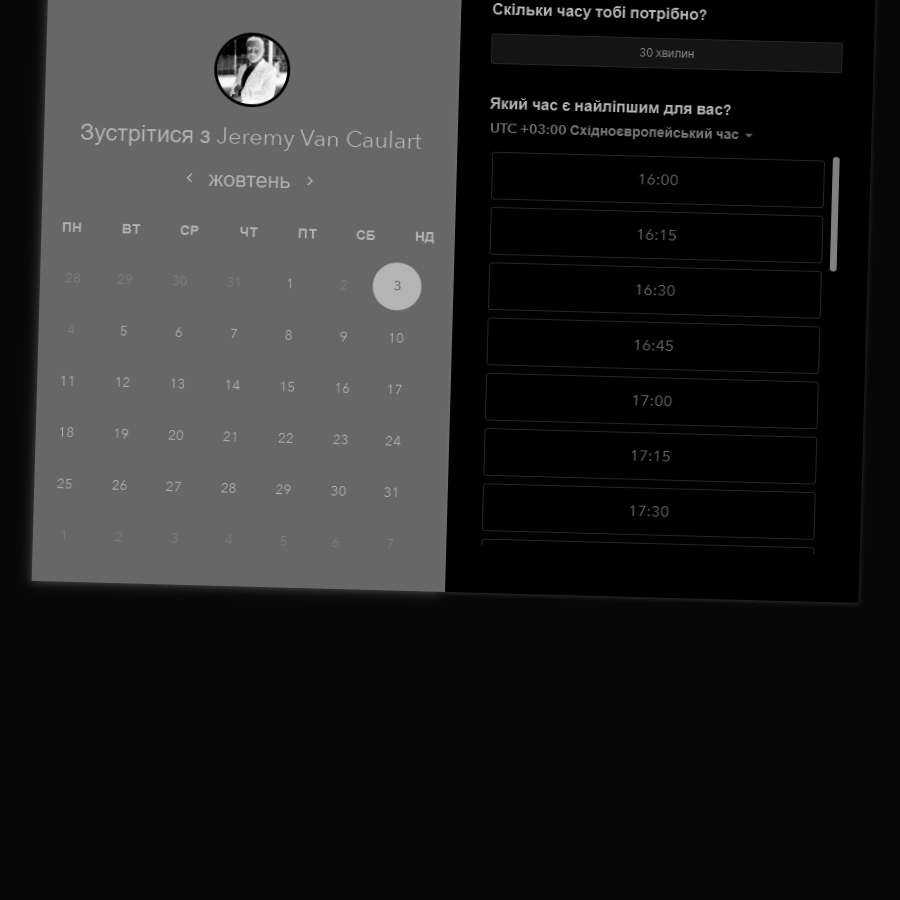 Зустрітися з Jeremy Van Caulart
‹ жовтень ›
ПН ВТ СР ЧТ ПТ СБ НД
28 29 30 31 1 2 3
4 5 6 7 8 9 10
11 12 13 14 15 16 17
18 19 20 21 22 23 24
25 26 27 28 29 30 31
1 2 3 4 5 6 7
Скільки часу тобі потрібно?
30 хвилин
Який час є найліпшим для вас?
UTC +03:00 Східноєвропейський час
16:00
16:15
16:30
16:45
17:00
17:15
17:30